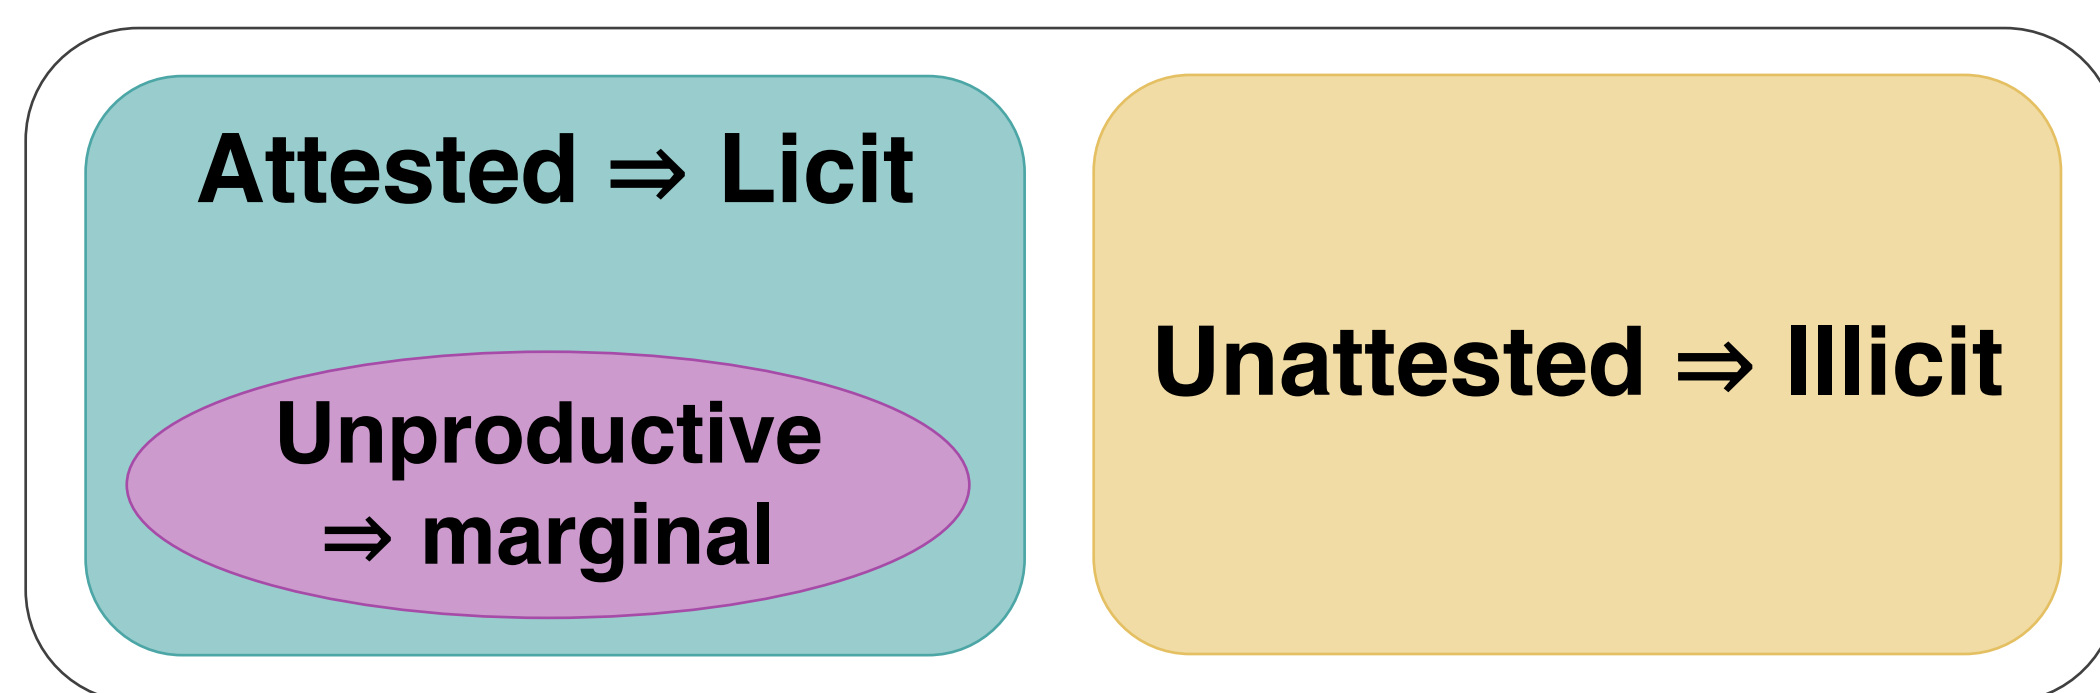 Attested ⇒ Licit
Unproductive
⇒ marginal
Unattested ⇒ Illicit